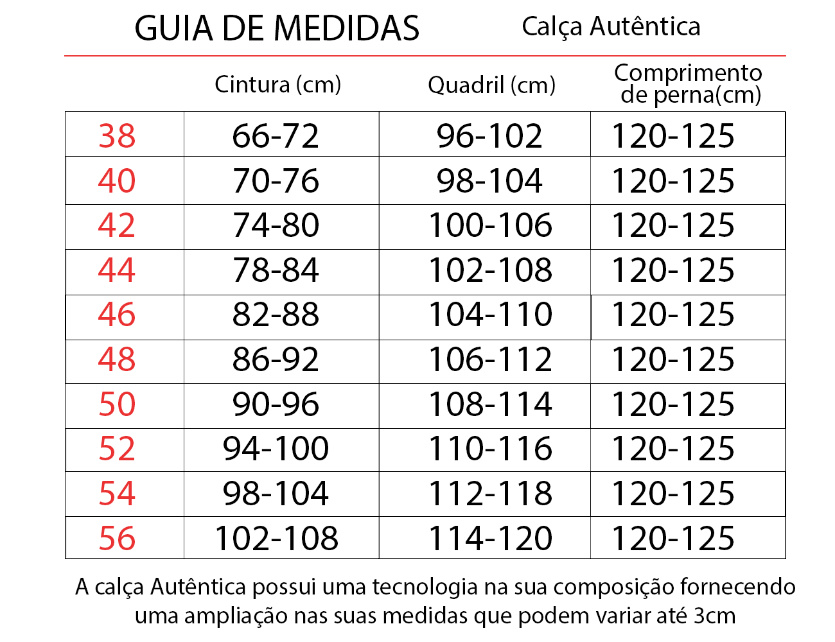 GUIA DE MEDIDAS Calça Autêntica
Cintura (cm) Quadril (cm) Comprimento
de perna(cm)
38 66-72 96-102 120-125
40 70-76 98-104 120-125
42 74-80 100-106 120-125
44 78-84 102-108 120-125
46 82-88 104-110 120-125
48 86-92 106-112 120-125
50 90-96 108-114 120-125
52 94-100 110-116 120-125
54 98-104 112-118 120-125
56 102-108 114-120 120-125
A calça Autêntica possui uma tecnologia na sua composição fornecendo
uma ampliação nas suas medidas que podem variar até 3cm